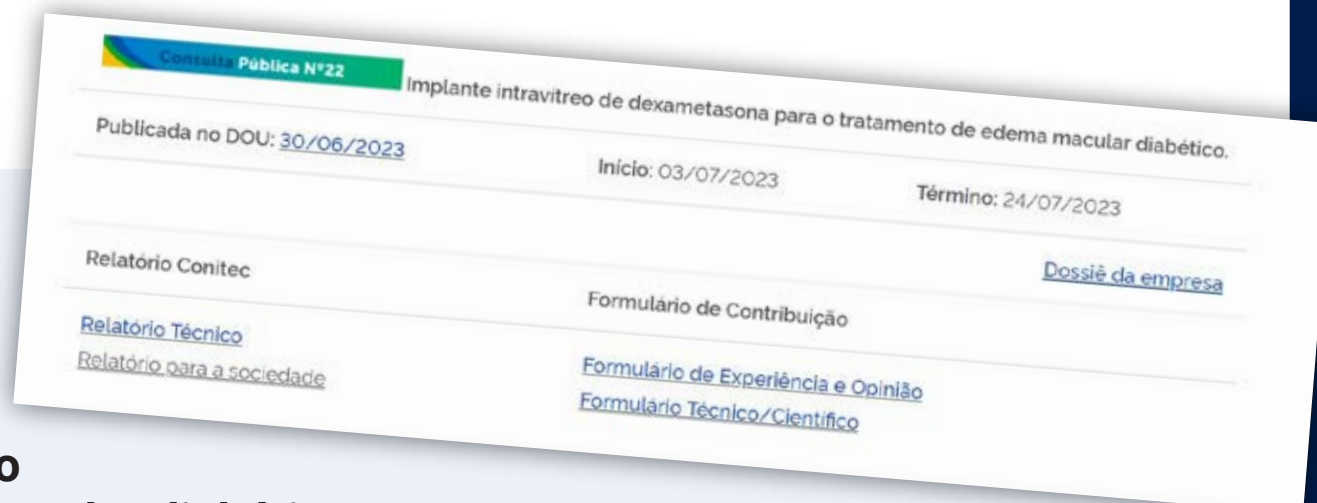 Consulta Pública Nº22
Implante intravitreo de dexametasona para o tratamento de edema macular diabético.
Publicada no DOU: 30/06/2023
Início: 03/07/2023
Término: 24/07/2023
Dossiê da empresa
Relatório Conitec
Formulário de Contribuição
Relatório Técnico
Relatório para a sociedade
Formulário de Experiência e Opinião
Formulário Técnico/Científico
o